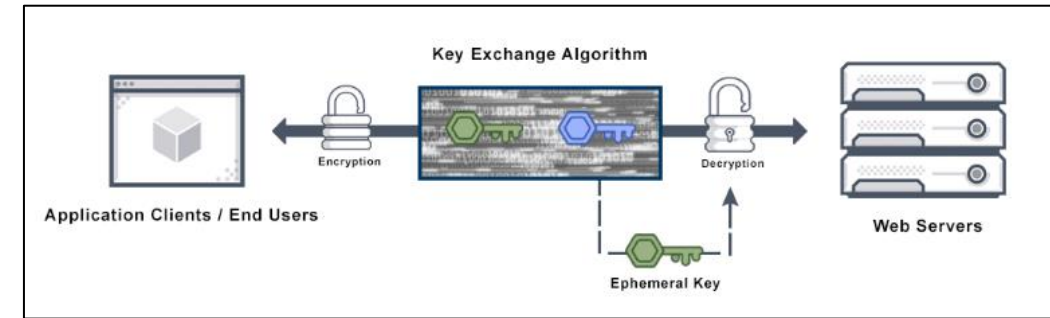 Key Exchange Algorithm
Encryption
Decryption
Application Clients / End Users
Web Servers
Ephemeral Key